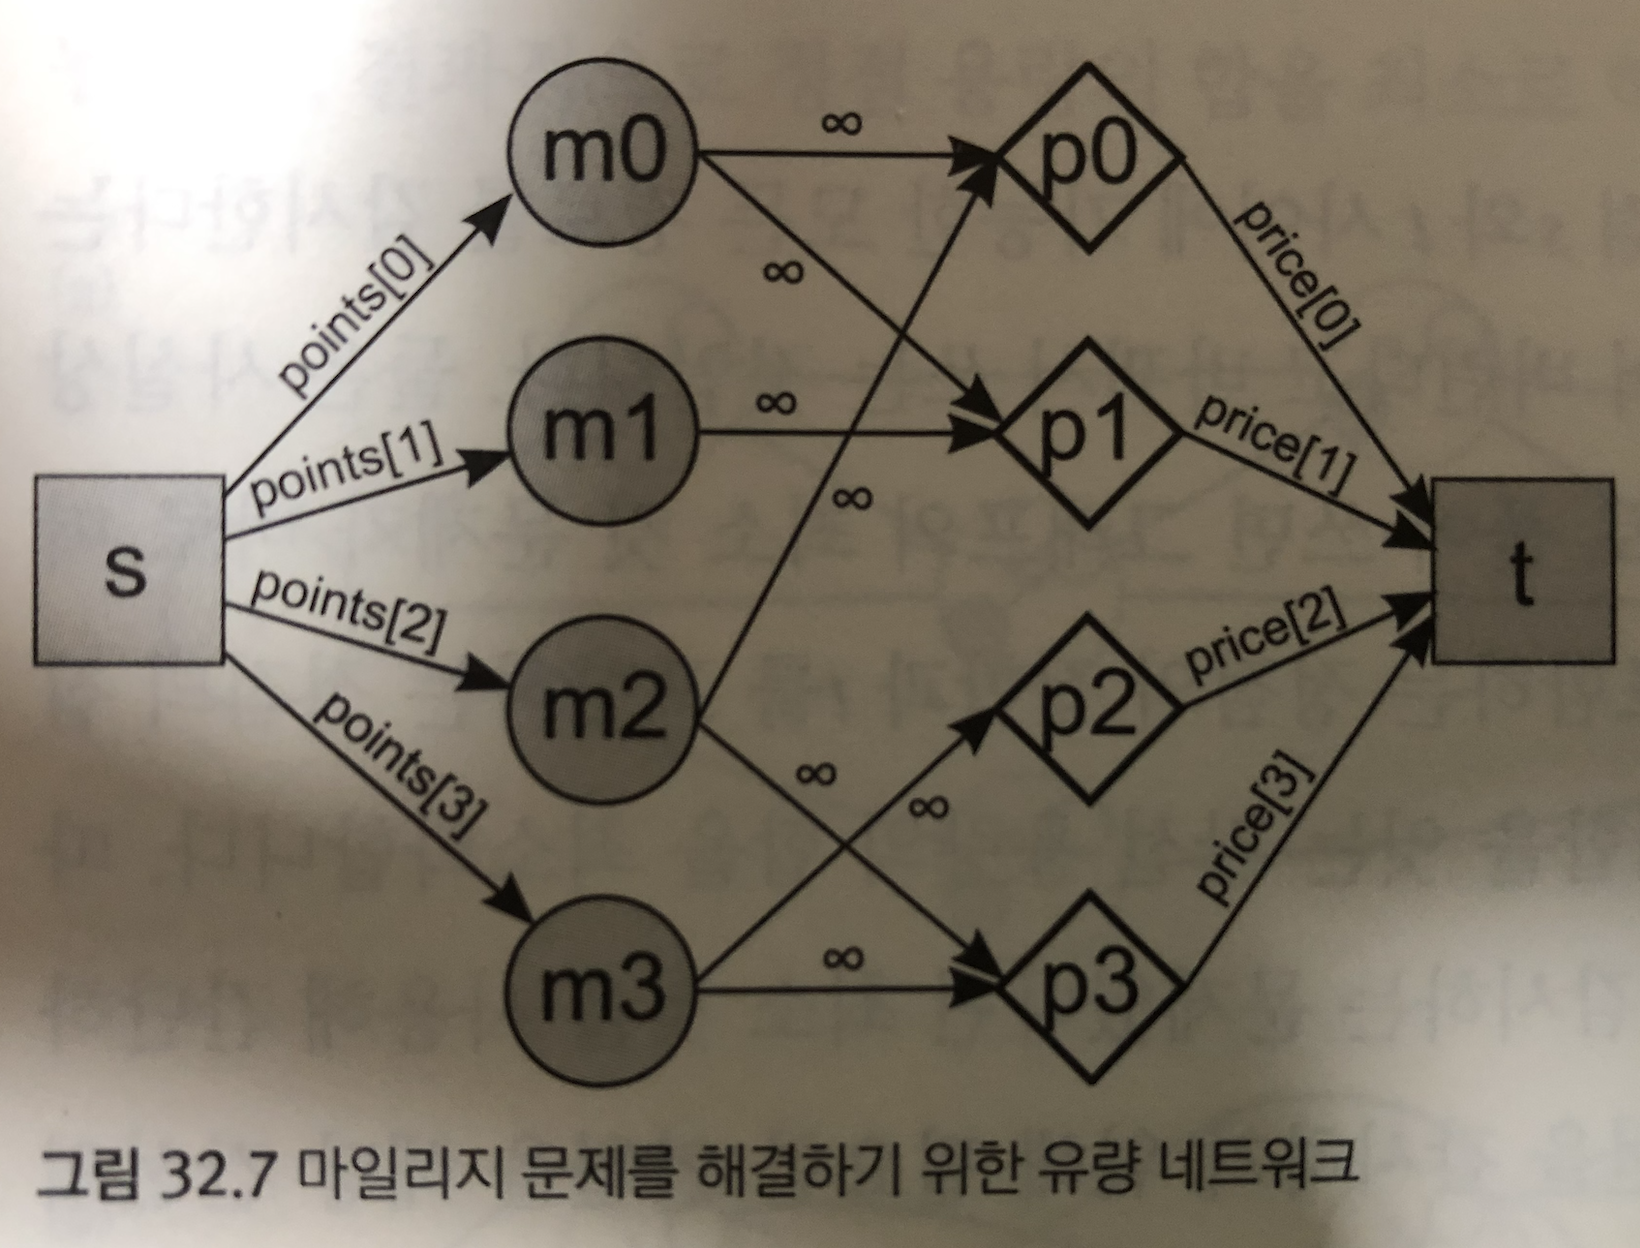 m0
∞
p0
points[0]
∞
price[0]
m1
∞
p1
points[1]
price[1]
∞
s
t
points[2]
price[2]
m2
∞
∞
p2
points[3]
price[3]
m3
∞
p3
그림 32.7 마일리지 문제를 해결하기 위한 유량 네트워크